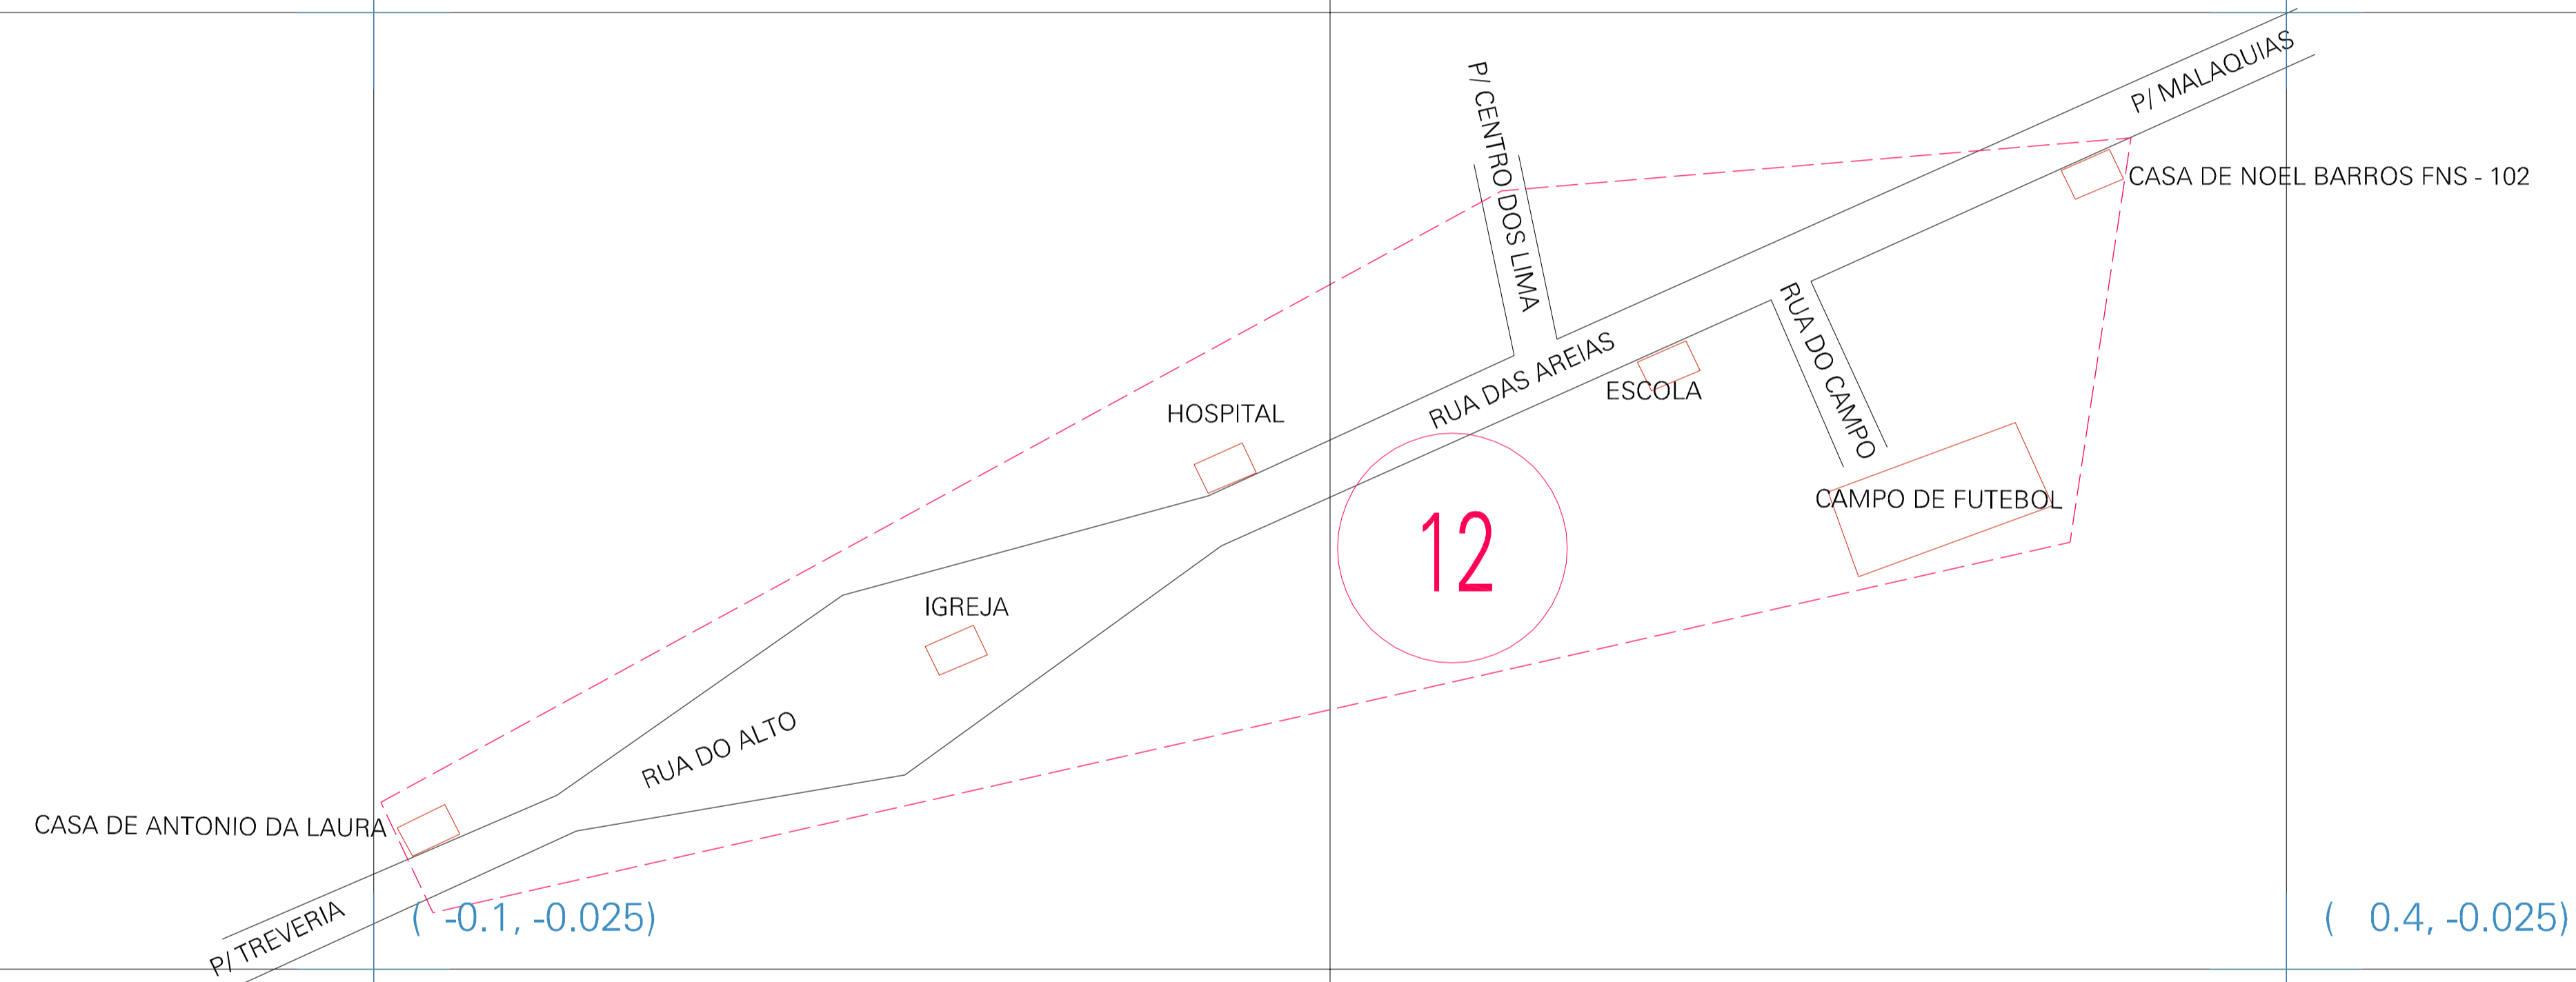 P/ MALAQUIAS
P/ CENTRO DOS LIMA
CASA DE NOEL BARROS FNS - 102
RUA DO CAMPO
RUA DAS AREIAS
ESCOLA
HOSPITAL
CAMPO DE FUTEBOL
12
IGREJA
RUA DO ALTO
CASA DE ANTONIO DA LAURA
P/ TREVERIA
( -0.1, -0.025)
( 0.4, -0.025)